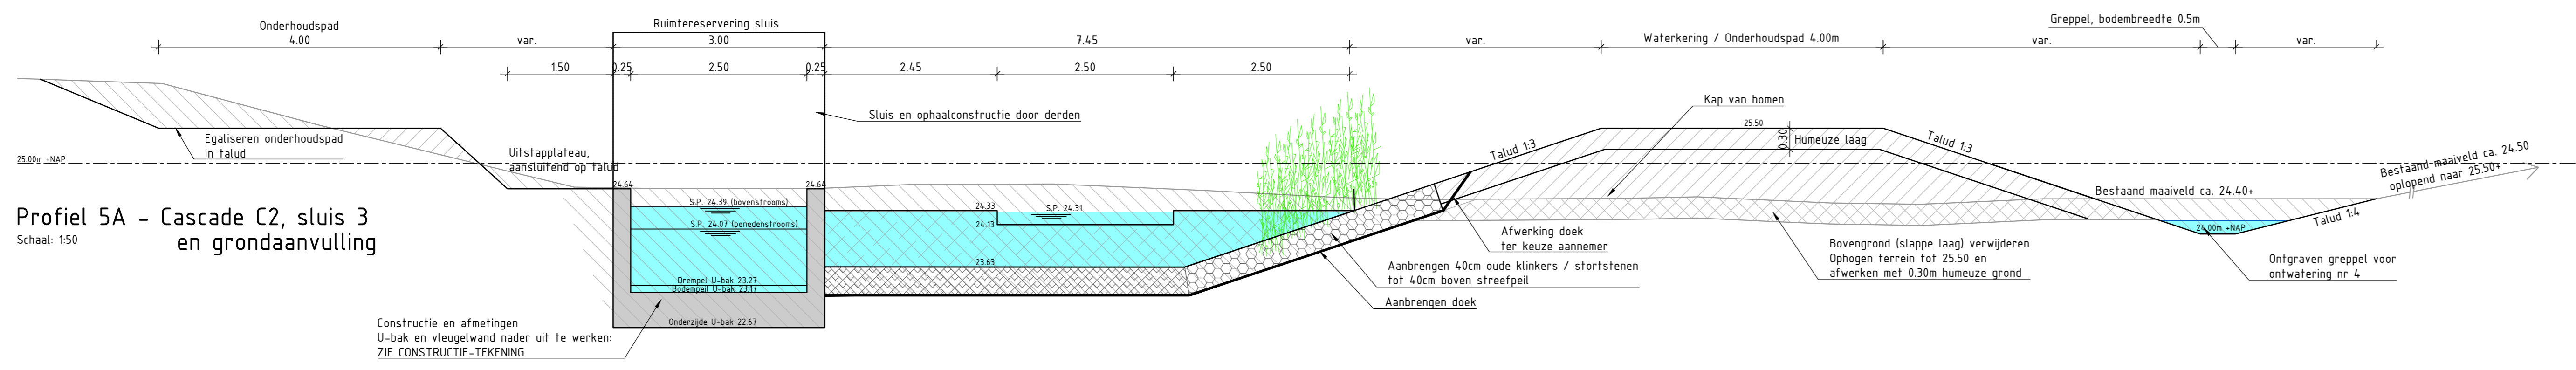 Onderhoudspad
4.00
var.
Ruimtereservering sluis
3.00
7.45
var.
Waterkering / Onderhoudspad 4.00m
var.
Greppel, bodembreedte 0.5m
var.
1.50
0.25
2.50
0.25
2.45
2.50
2.50
Sluis en ophaalconstructie door derden
Kap van bomen
25.50
0.30
Humeuze laag
Talud 1:3
Talud 1:3
Egaliseren onderhoudspad
in talud
25.00m +NAP
Uitstapplateau,
aansluitend op talud
24.64
24.64
Bestaand maaiveld ca. 24.50
oplopend naar 25.50+
Bestaand maaiveld ca. 24.40+
S.P. 24.39 (bovenstrooms)
24.33
S.P. 24.31
S.P. 24.07 (benedenstrooms)
24.13
Talud 1:4
24.00m +NAP
Profiel 5A - Cascade C2, sluis 3
en grondaanvulling
Schaal: 1:50
Afwerking doek
ter keuze aannemer
Bovengrond (slappe laag) verwijderen
Ophogen terrein tot 25.50 en
afwerken met 0.30m humeuze grond
Ontgraven greppel voor
ontwatering nr 4
23.63
Aanbrengen 40cm oude klinkers / stortstenen
tot 40cm boven streefpeil
Drempel U-bak 23.27
Bodempeil U-bak 23.17
Aanbrengen doek
Onderzijde U-bak 22.67
Constructie en afmetingen
U-bak en vleugelwand nader uit te werken:
ZIE CONSTRUCTIE-TEKENING